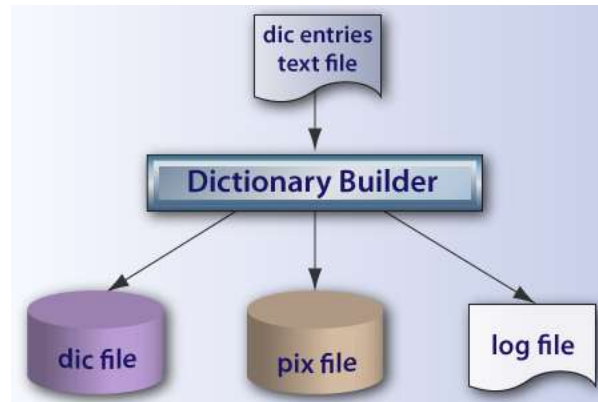 dic entries
text file
Dictionary Builder
dic file
pix file
log file